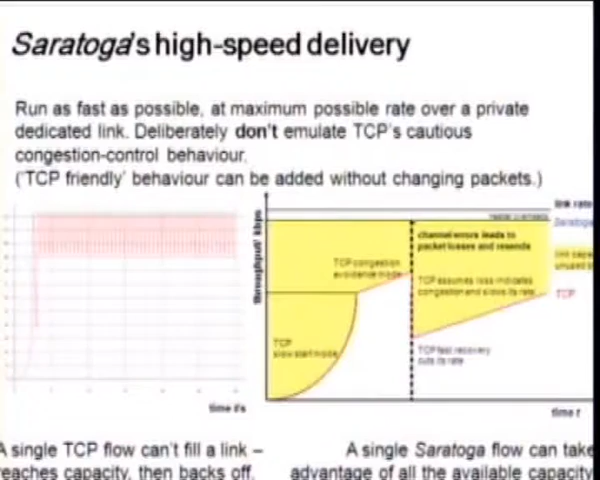 Saratoga's high-speed delivery
Run as fast as possible, at maximum possible rate over a private
dedicated link. Deliberately don't emulate TCP's cautious
congestion-control behaviour.
('TCP friendly' behaviour can be added without changing packets.)
link rate
Saratoga
throughput/ kbps
channel errors leads to
packet losses and resends
TCP congestion
avoidance mode
TCP assumes loss indicates
congestion and slows its rate
TCP
TCP
slow start mode
TCP fast recovery
cuts its rate
time t/s
time t
A single TCP flow can't fill a link –
reaches capacity, then backs off.
A single Saratoga flow can take
advantage of all the available capacity